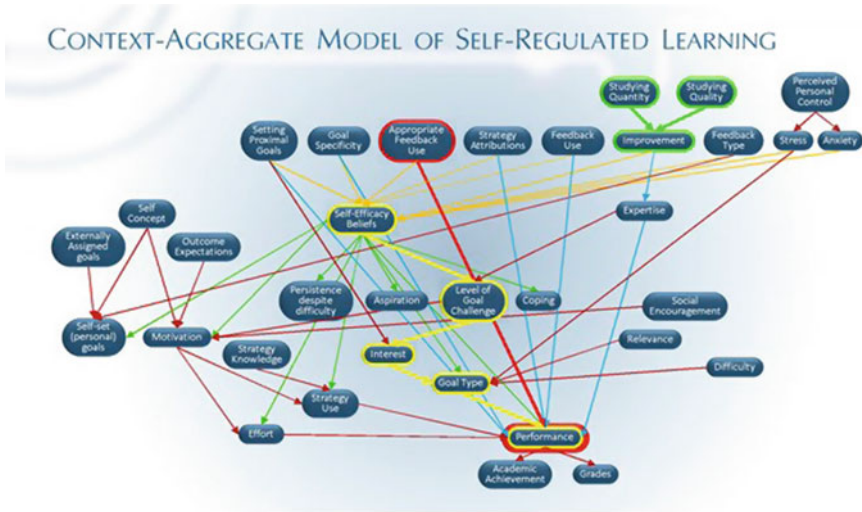 CONTEXT-AGGREGATE MODEL OF SELF-REGULATED LEARNING
Studying
Quantity
Studying
Quality
Perceived
Personal
Control
Setting
Proximal
Goals
Goal
Specificity
Appropriate
Feedback
Use
Strategy
Attributions
Feedback
Use
Improvement
Feedback
Type
Stress
Anxiety
Self
Concept
Self-Efficacy
Beliefs
Expertise
Externally
Assigned
goals
Outcome
Expectations
Persistence
despite
difficulty
Aspiration
Level of
Goal
Challenge
Coping
Social
Encouragement
Self-set
(personal)
goals
Motivation
Strategy
Knowledge
Interest
Relevance
Goal Type
Difficulty
Strategy
Use
Effort
Performance
Academic
Achievement
Grades